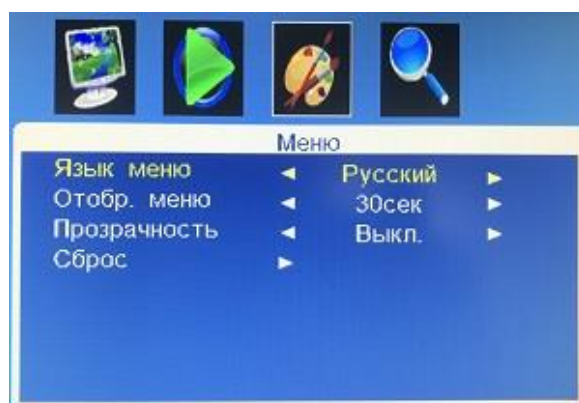 Меню
Язык меню Русский
Отобр. меню 30сек
Прозрачность Выкл.
Сброс